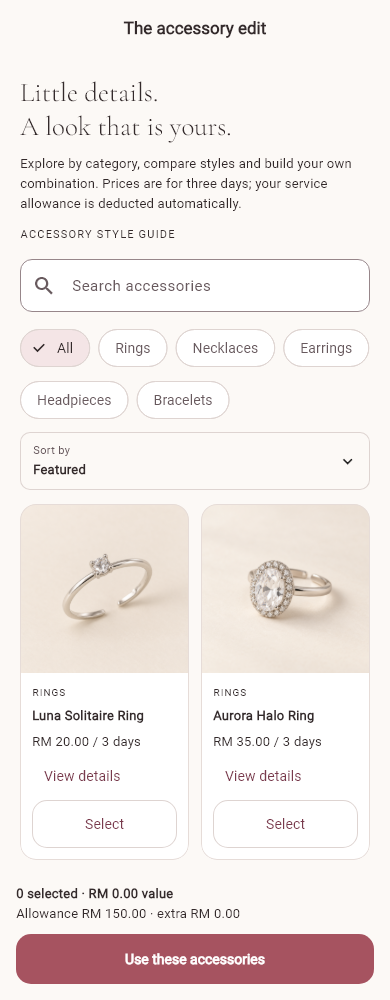 The accessory edit
Little details.
A look that is yours.
Explore by category, compare styles and build your own
combination. Prices are for three days; your service
allowance is deducted automatically.
ACCESSORY STYLE GUIDE
Search accessories
All
Rings
Necklaces
Earrings
Headpieces
Bracelets
Sort by
Featured
RINGS
Luna Solitaire Ring
RM 20.00 / 3 days
View details
Select
RINGS
Aurora Halo Ring
RM 35.00 / 3 days
View details
Select
0 selected · RM 0.00 value
Allowance RM 150.00 · extra RM 0.00
Use these accessories